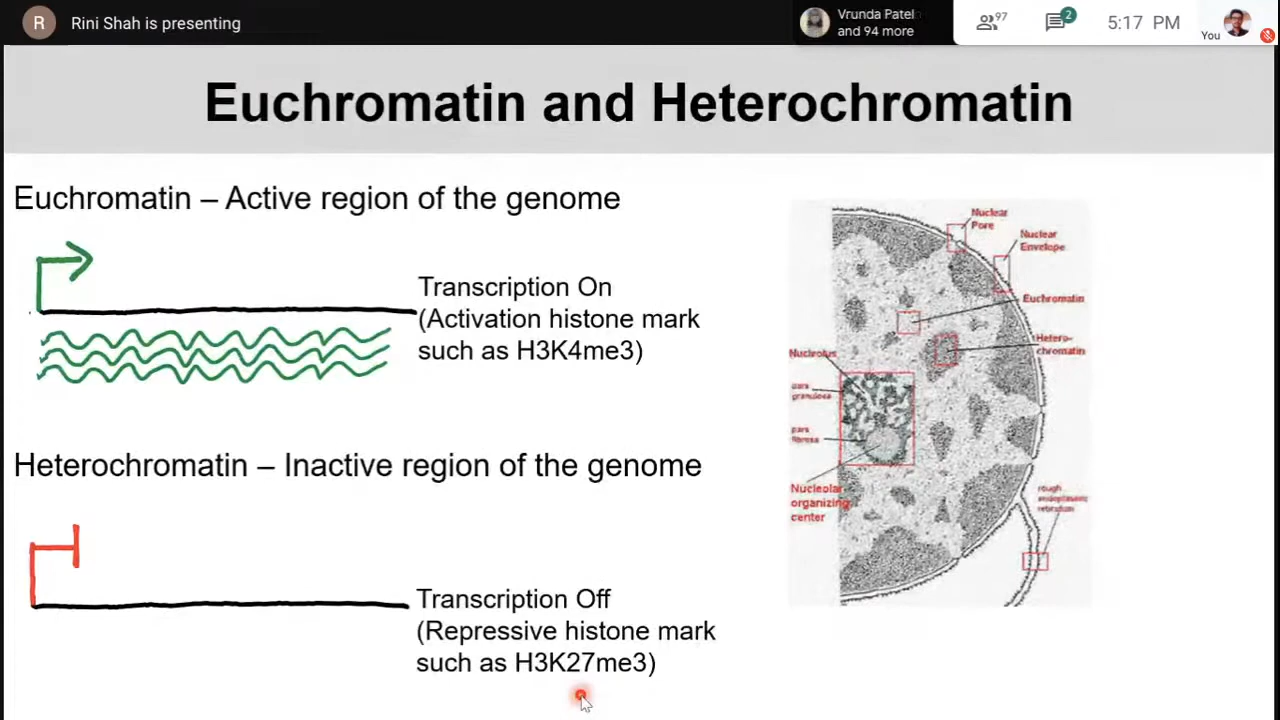 R Rini Shah is presenting
Vrunda Patel
and 94 more
97
2
5:17 PM
You
Euchromatin and Heterochromatin
Euchromatin – Active region of the genome
Transcription On
(Activation histone mark
such as H3K4me3)
Heterochromatin – Inactive region of the genome
Transcription Off
(Repressive histone mark
such as H3K27me3)
Nuclear
Pore
Nuclear
Envelope
Euchromatin
Hetero-
chromatin
Nucleolus
pars
granulosa
pars
fibrosa
Nucleolar
organizing
center
rough